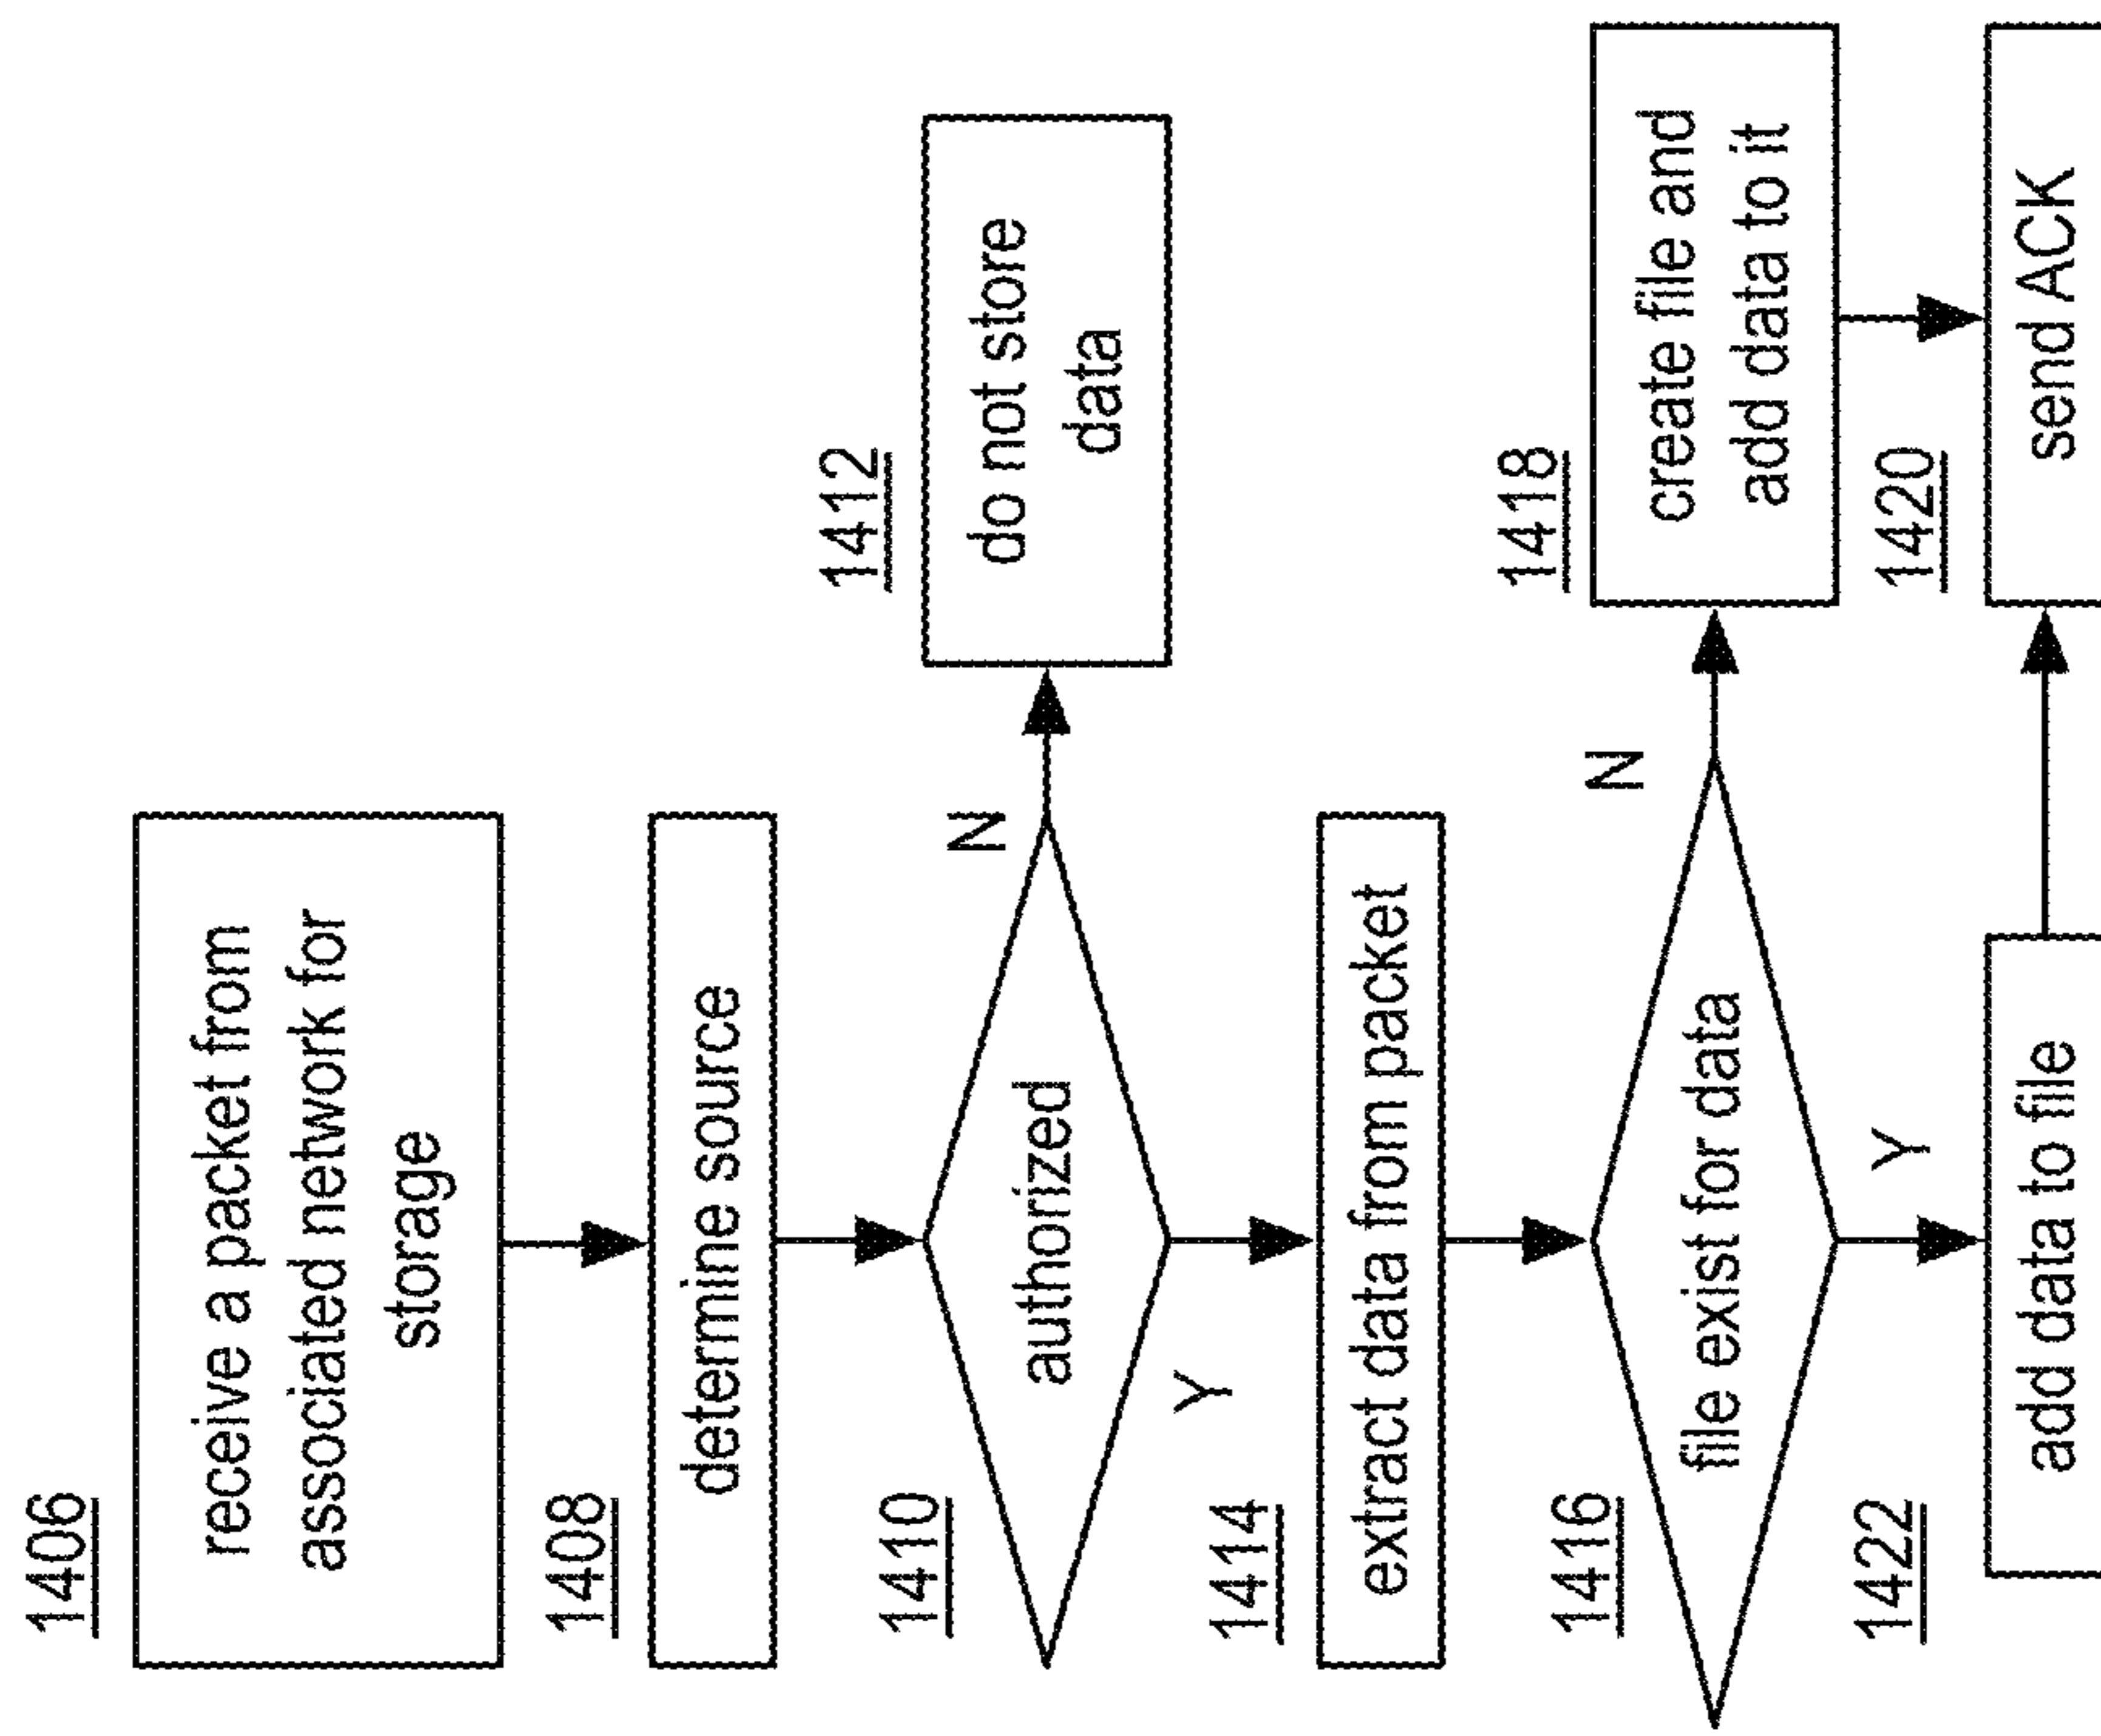 1406
receive a packet from
associated network for
storage
1408
determine source
1410
authorized
N
Y
1412
do not store
data
1414
extract data from packet
1416
file exist for data
N
Y
1418
create file and
add data to it
1422
add data to file
1420
send ACK